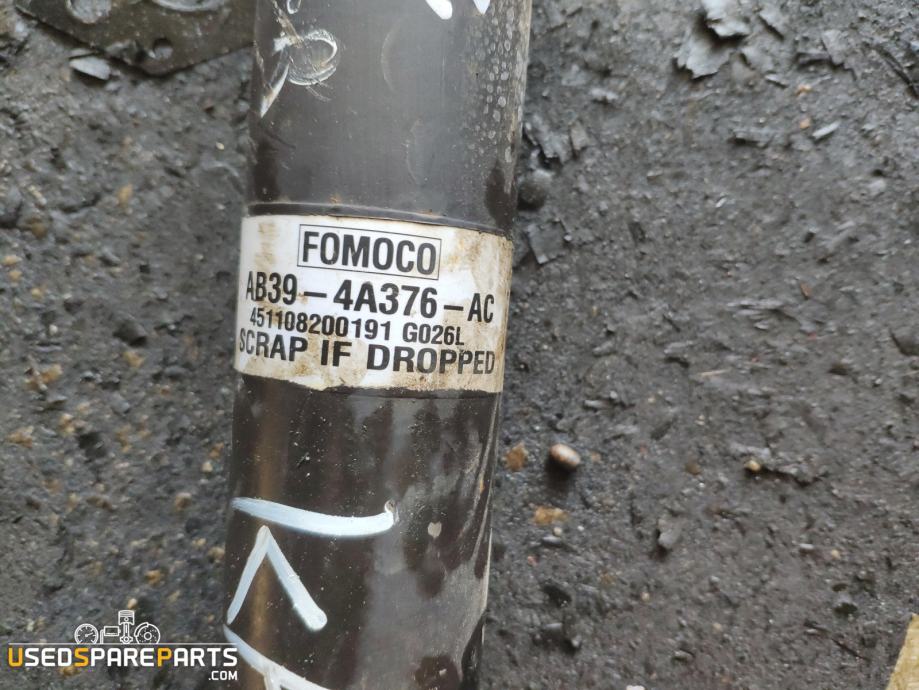 FOMOCO
AB39-4A376-AC
451108200191 G026L
SCRAP IF DROPPED
USEDSPAREPARTS
.COM